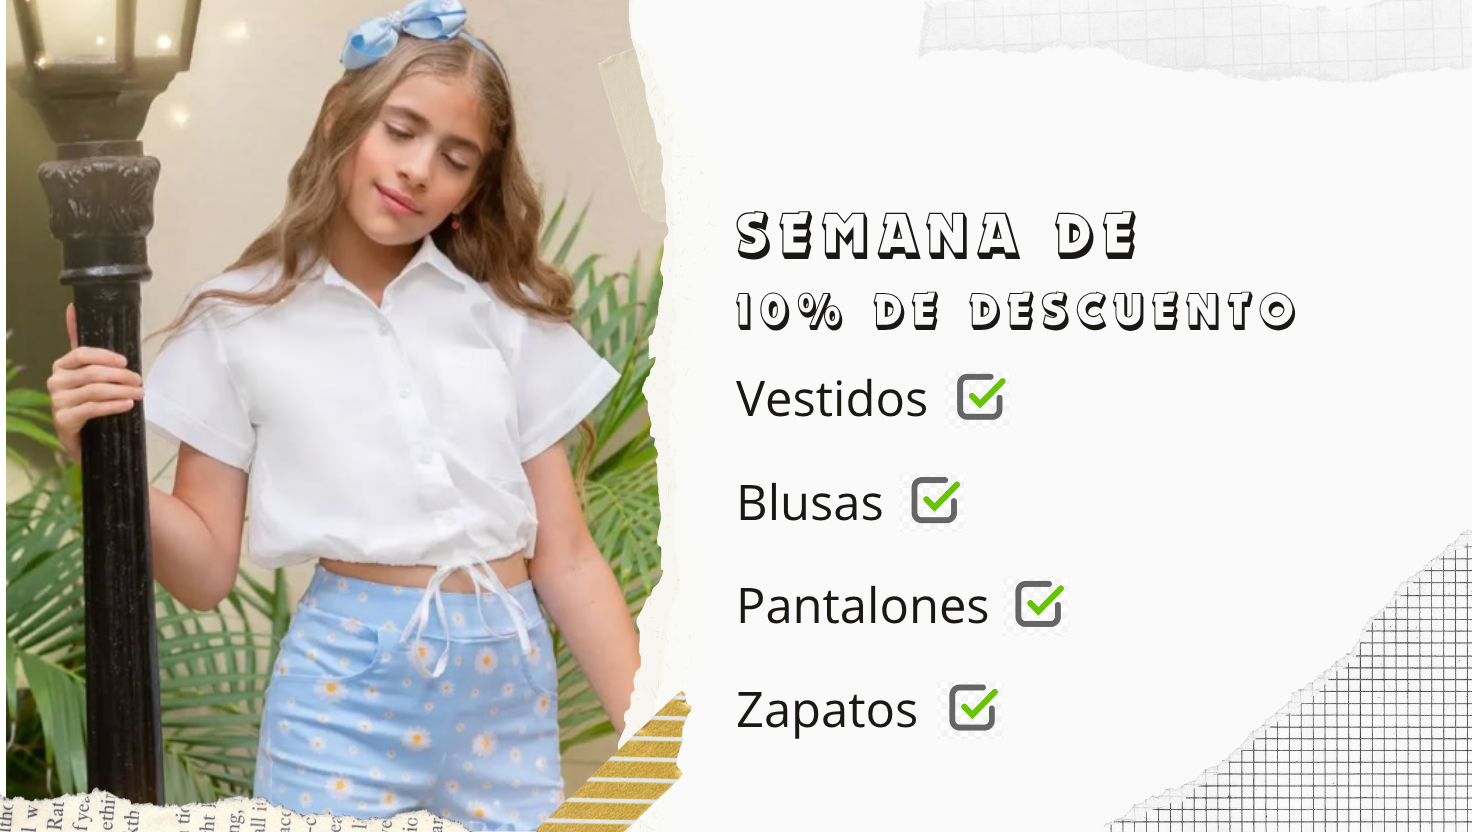 SEMANA DE
10% DE DESCUENTO
Vestidos
Blusas
Pantalones
Zapatos